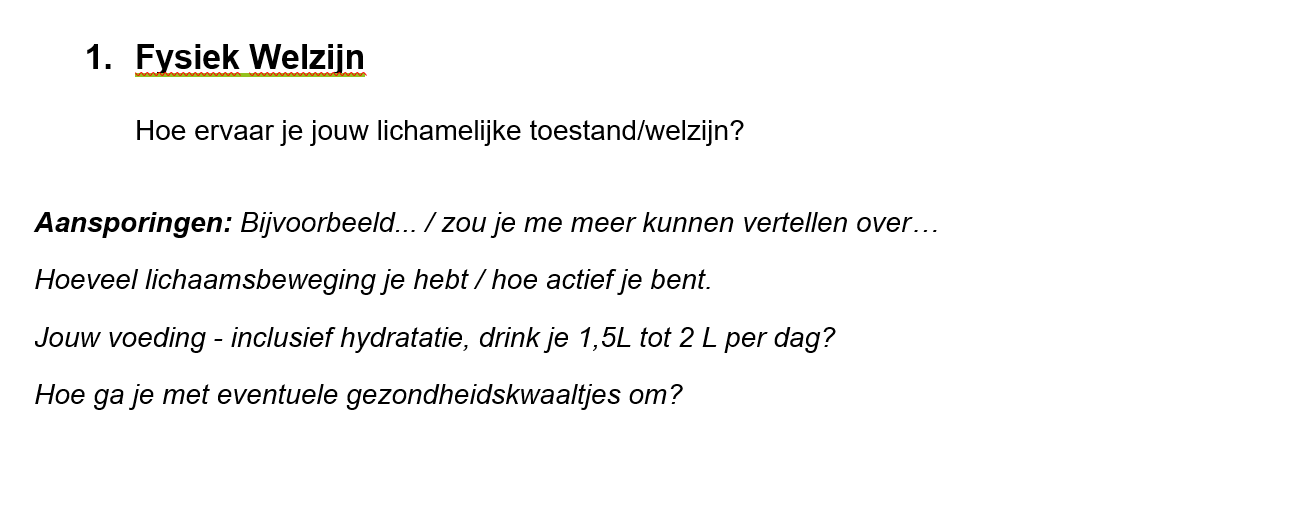 1. Fysiek Welzijn
Hoe ervaar je jouw lichamelijke toestand/welzijn?
Aansporingen: Bijvoorbeeld... / zou je me meer kunnen vertellen over…
Hoeveel lichaamsbeweging je hebt / hoe actief je bent.
Jouw voeding - inclusief hydratatie, drink je 1,5L tot 2 L per dag?
Hoe ga je met eventuele gezondheidskwaaltjes om?